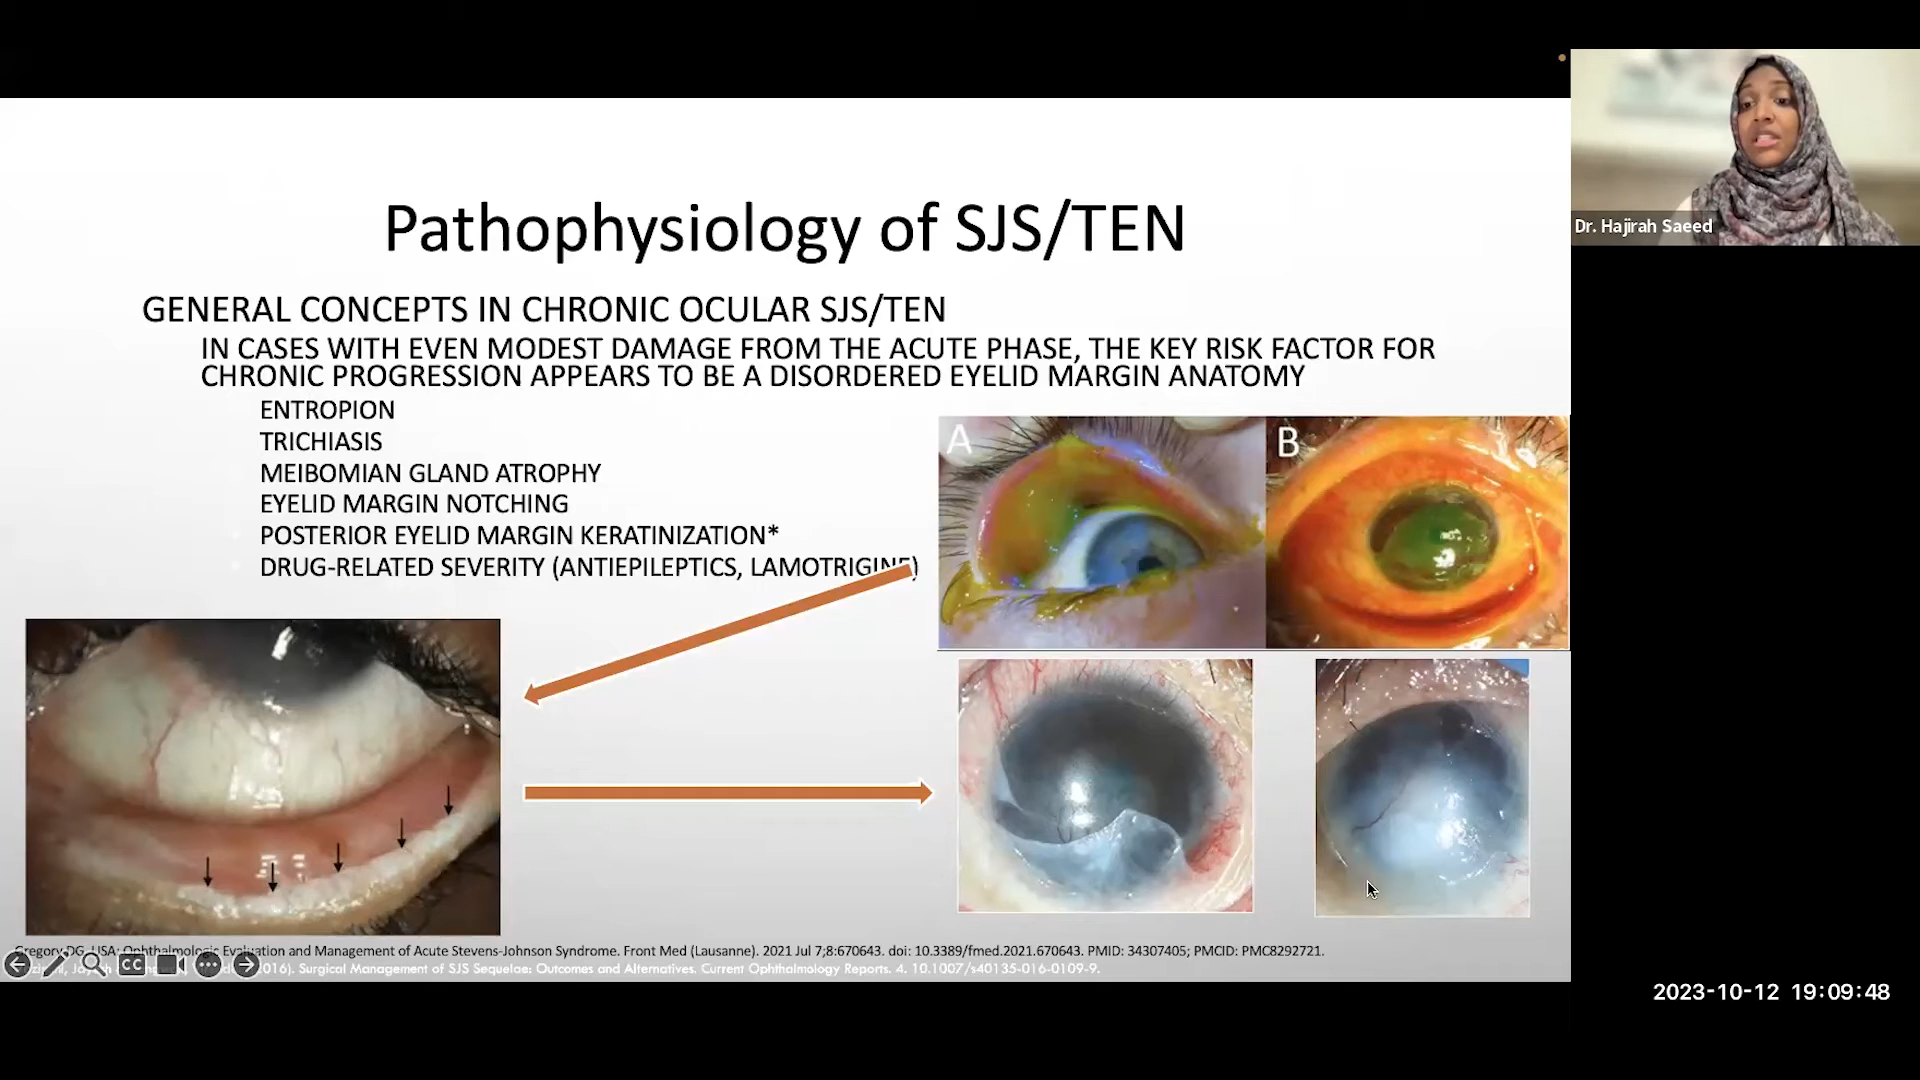 Dr. Hajirah Saeed
Pathophysiology of SJS/TEN
GENERAL CONCEPTS IN CHRONIC OCULAR SJS/TEN
IN CASES WITH EVEN MODEST DAMAGE FROM THE ACUTE PHASE, THE KEY RISK FACTOR FOR
CHRONIC PROGRESSION APPEARS TO BE A DISORDERED EYELID MARGIN ANATOMY
ENTROPION
TRICHIASIS
MEIBOMIAN GLAND ATROPHY
EYELID MARGIN NOTCHING
POSTERIOR EYELID MARGIN KERATINIZATION*
DRUG-RELATED SEVERITY (ANTIEPILEPTICS, LAMOTRIGINE)
A
B
Gregory DG, USA: Ophthalmologic Evaluation and Management of Acute Stevens-Johnson Syndrome. Front Med (Lausanne). 2021 Jul 7;8:670643. doi: 10.3389/fmed.2021.670643. PMID: 34307405; PMCID: PMC8292721.
2016). Surgical Management of SJS Sequelae: Outcomes and Alternatives. Current Ophthalmology Reports. 4. 10.1007/s40135-016-0109-9.
CC
2023-10-12 19:09:48